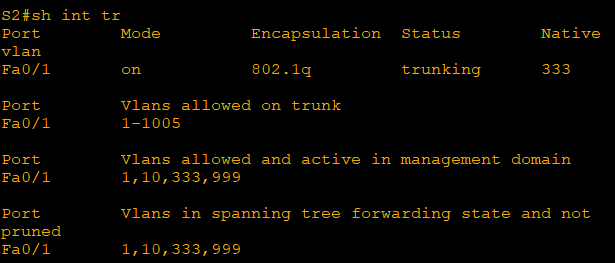 S2#sh int tr
Port Mode Encapsulation Status Native
vlan
Fa0/1 on 802.1q trunking 333
Port Vlans allowed on trunk
Fa0/1 1-1005
Port Vlans allowed and active in management domain
Fa0/1 1,10,333,999
Port Vlans in spanning tree forwarding state and not
pruned
Fa0/1 1,10,333,999